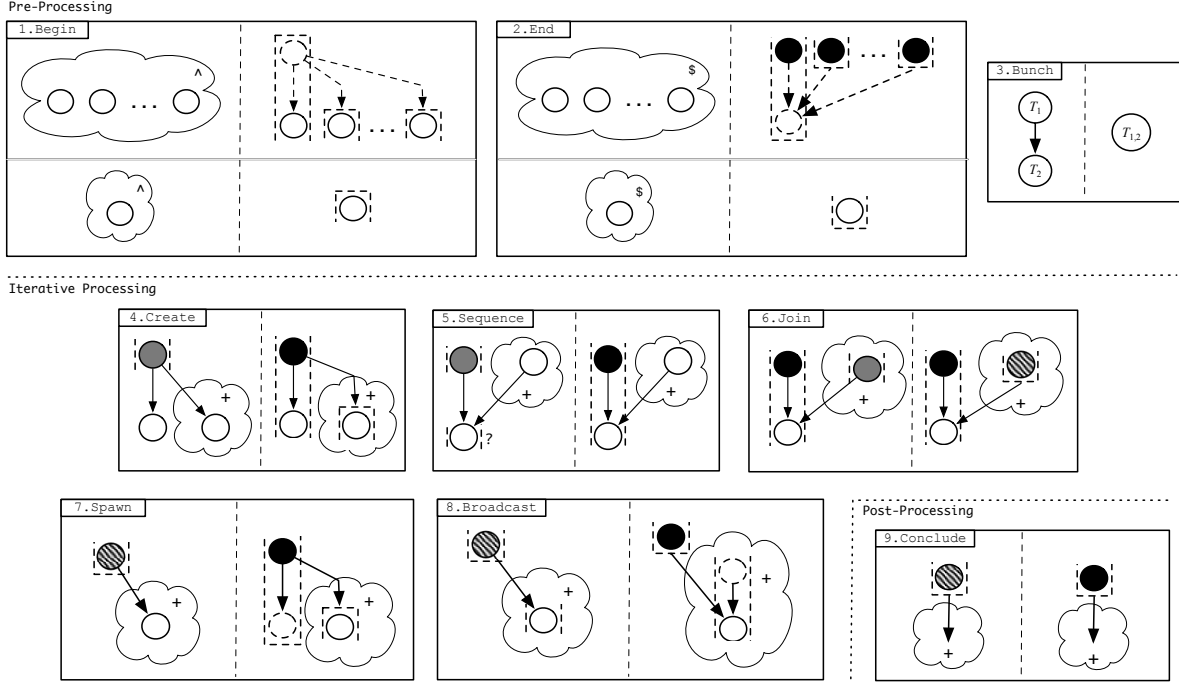 Pre-Processing
1.Begin
^
. . .
. . .
^
2.End
$
. . .
. . .
$
3.Bunch
T1
T2
T1,2
Iterative Processing
4.Create
+
+
5.Sequence
+
?
+
6.Join
+
+
7.Spawn
+
+
8.Broadcast
+
+
Post-Processing
9.Conclude
+
+